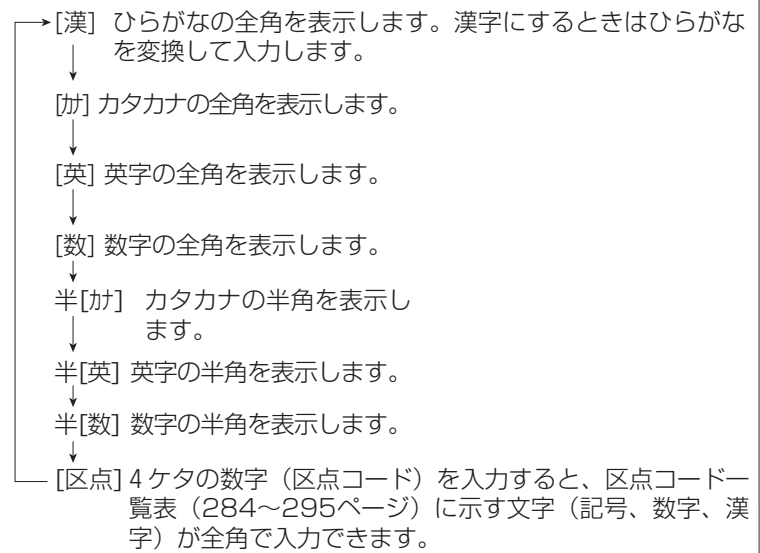 [漢] ひらがなの全角を表示します。漢字にするときはひらがな
を変換して入力します。
[ｶﾅ] カタカナの全角を表示します。
[英] 英字の全角を表示します。
[数] 数字の全角を表示します。
半[ｶﾅ] カタカナの半角を表示し
ます。
半[英] 英字の半角を表示します。
半[数] 数字の半角を表示します。
[区点] 4ケタの数字（区点コード）を入力すると、区点コード一
覧表（284～295ページ）に示す文字（記号、数字、漢
字）が全角で入力できます。